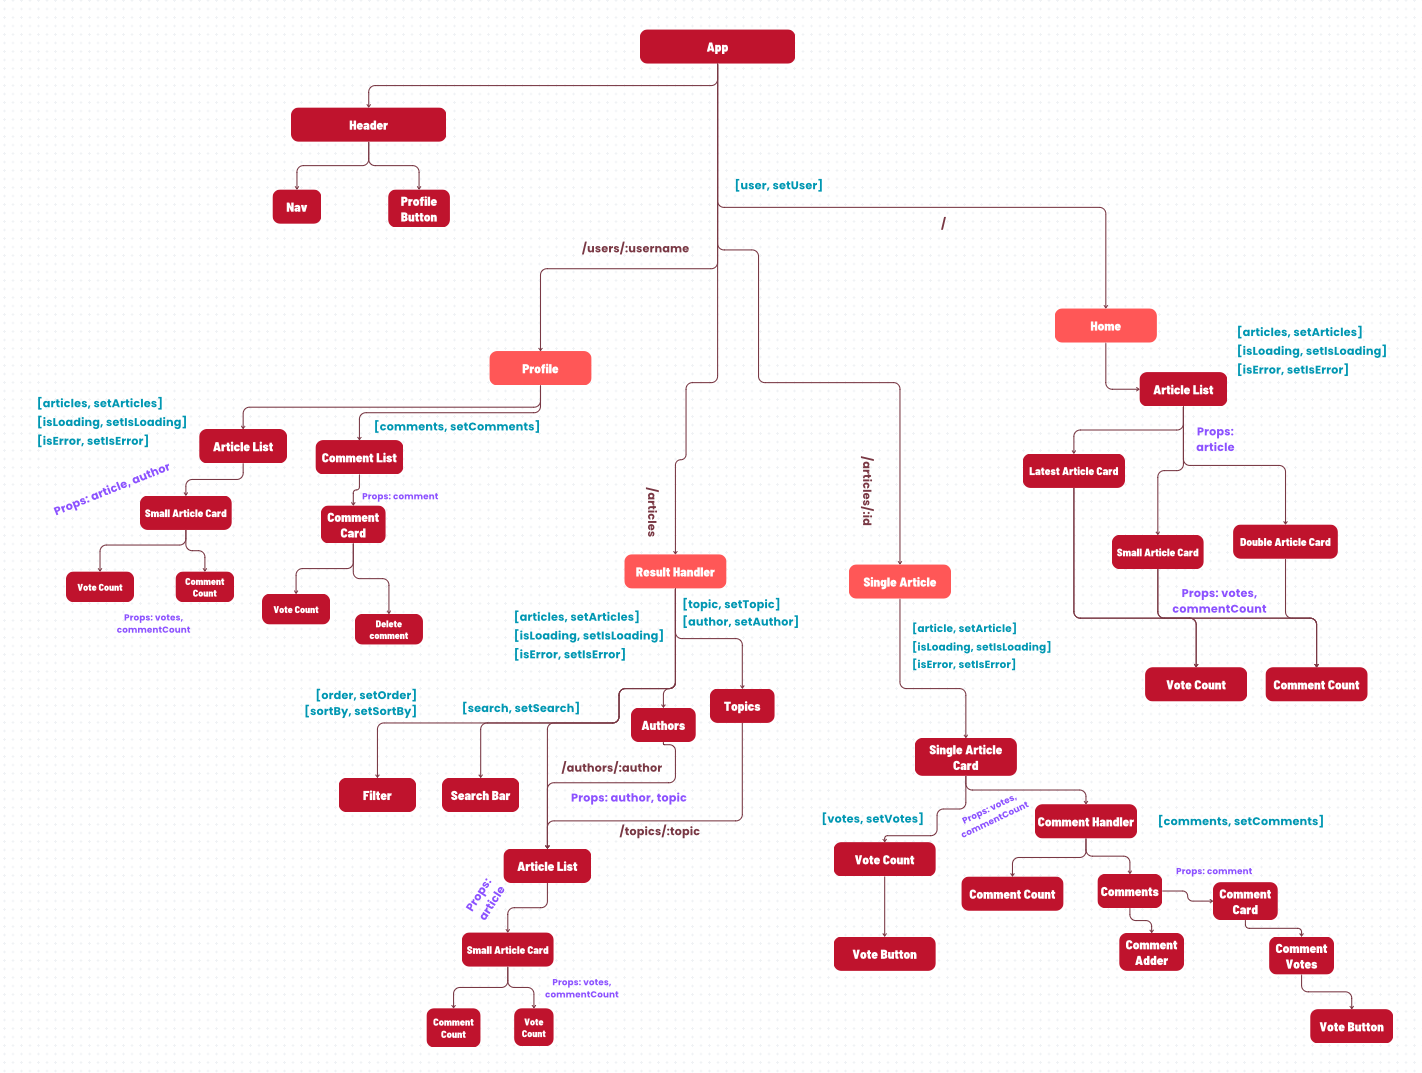 App
Header
Nav
Profile
Button
[user, setUser]
/
/users/:username
Home
[articles, setArticles]
[isLoading, setIsLoading]
[isError, setIsError]
Article List
Profile
[articles, setArticles]
[isLoading, setIsLoading]
[isError, setIsError]
[comments, setComments]
Article List
Comment List
Props: article, author
Props: comment
Small Article Card
Comment
Card
Vote Count
Comment
Count
Props: votes,
commentCount
Vote Count
Delete
comment
Props:
article
Latest Article Card
Small Article Card
Double Article Card
Props: votes,
commentCount
Vote Count
Comment Count
/articles
/articles/:id
Result Handler
Single Article
[articles, setArticles]
[isLoading, setIsLoading]
[isError, setIsError]
[topic, setTopic]
[author, setAuthor]
[article, setArticle]
[isLoading, setIsLoading]
[isError, setIsError]
[order, setOrder]
[sortBy, setSortBy]
[search, setSearch]
Authors
Topics
Filter
Search Bar
/authors/:author
Props: author, topic
/topics/:topic
Article List
Props:
article
Small Article Card
Props: votes,
commentCount
Comment
Count
Vote
Count
Single Article
Card
[votes, setVotes]
Props: votes,
commentCount
Comment Handler
[comments, setComments]
Vote Count
Comment Count
Comments
Props: comment
Comment
Card
Vote Button
Comment
Adder
Comment
Votes
Vote Button